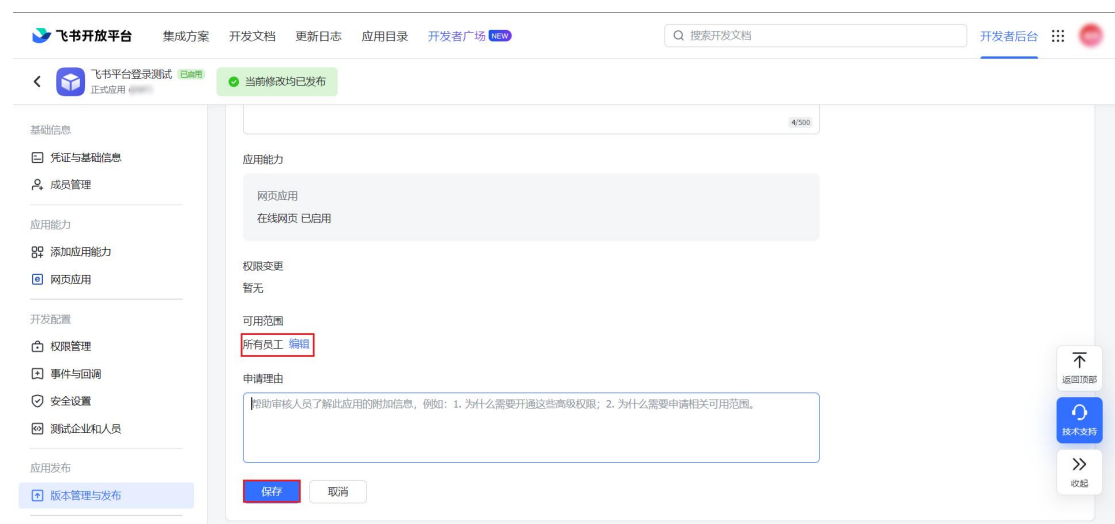 飞书开放平台 集成方案 开发文档 更新日志 应用目录 开发者广场 NEW 搜索开发文档 开发者后台
飞书平台登录测试 已启用
正式应用
当前修改均已发布
基础信息
凭证与基础信息
成员管理
应用能力
添加应用能力
网页应用
开发配置
权限管理
事件与回调
安全设置
测试企业和人员
应用发布
版本管理与发布
4/500
应用能力
网页应用
在线网页 已启用
权限变更
暂无
可用范围
所有员工 编辑
申请理由
帮助审核人员了解此应用的附加信息，例如：1. 为什么需要开通这些高级权限；2. 为什么需要申请相关可用范围。
保存 取消
返回顶部
技术支持
收起